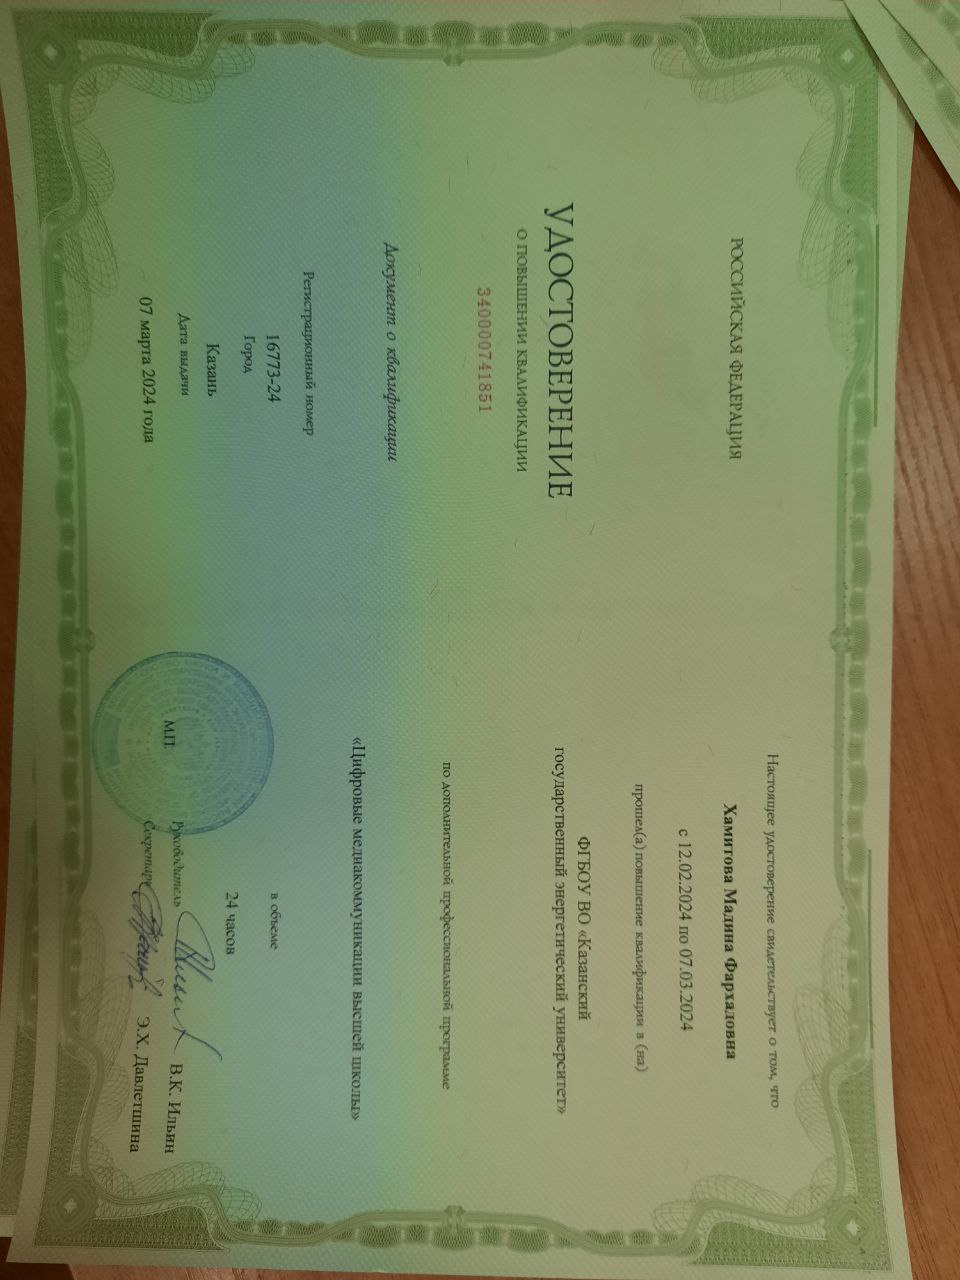 РОССИЙСКАЯ ФЕДЕРАЦИЯ
УДОСТОВЕРЕНИЕ
О ПОВЫШЕНИИ КВАЛИФИКАЦИИ
340000741851
Документ о квалификации
Регистрационный номер
16773-24
Город
Казань
Дата выдачи
07 марта 2024 года
Настоящее удостоверение свидетельствует о том, что
Хамитова Мадина Фархадовна
с 12.02.2024 по 07.03.2024
прошел(а) повышение квалификации в (на)
ФГБОУ ВО «Казанский
государственный энергетический университет»
по дополнительной профессиональной программе
«Цифровые медиакоммуникации высшей школы»
в объеме
24 часов
М.П.
Руководитель В.К. Ильин
Секретарь Э.Х. Давлетшина